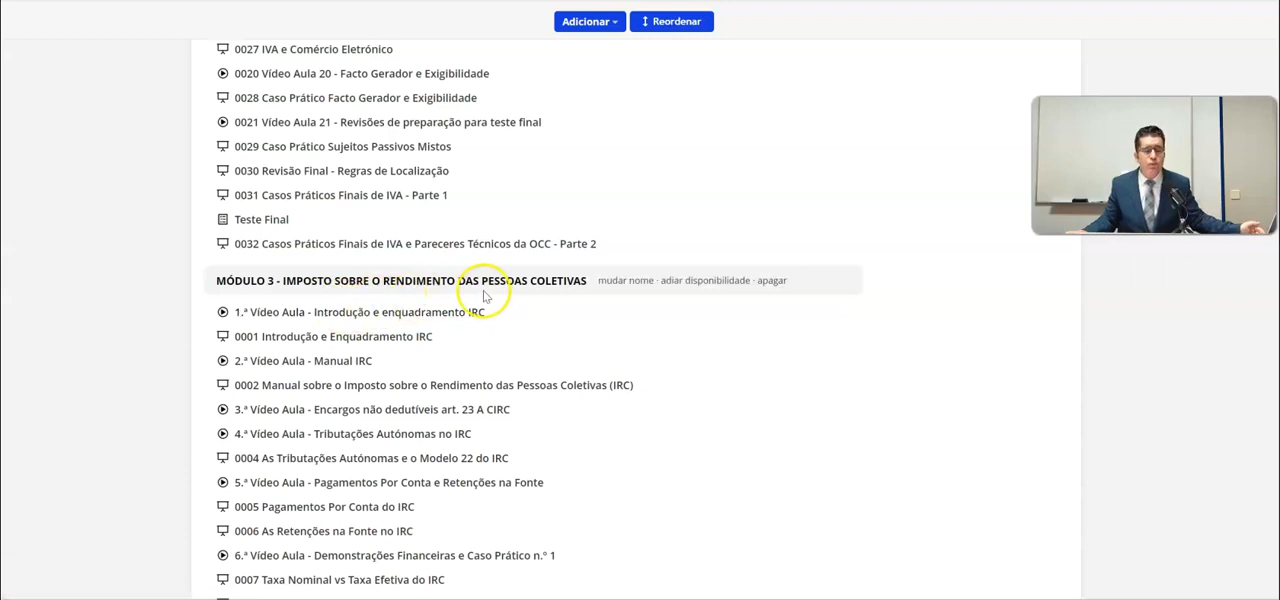 Adicionar
Reordenar
0027 IVA e Comércio Eletrónico
0020 Vídeo Aula 20 - Facto Gerador e Exigibilidade
0028 Caso Prático Facto Gerador e Exigibilidade
0021 Vídeo Aula 21 - Revisões de preparação para teste final
0029 Caso Prático Sujeitos Passivos Mistos
0030 Revisão Final - Regras de Localização
0031 Casos Práticos Finais de IVA - Parte 1
Teste Final
0032 Casos Práticos Finais de IVA e Pareceres Técnicos da OCC - Parte 2
MÓDULO 3 - IMPOSTO SOBRE O RENDIMENTO DAS PESSOAS COLETIVAS mudar nome · adiar disponibilidade · apagar
1.ª Vídeo Aula - Introdução e enquadramento IRC
0001 Introdução e Enquadramento IRC
2.ª Vídeo Aula - Manual IRC
0002 Manual sobre o Imposto sobre o Rendimento das Pessoas Coletivas (IRC)
3.ª Vídeo Aula - Encargos não dedutíveis art. 23 A CIRC
4.ª Vídeo Aula - Tributações Autónomas no IRC
0004 As Tributações Autónomas e o Modelo 22 do IRC
5.ª Vídeo Aula - Pagamentos Por Conta e Retenções na Fonte
0005 Pagamentos Por Conta do IRC
0006 As Retenções na Fonte no IRC
6.ª Vídeo Aula - Demonstrações Financeiras e Caso Prático n.º 1
0007 Taxa Nominal vs Taxa Efetiva do IRC